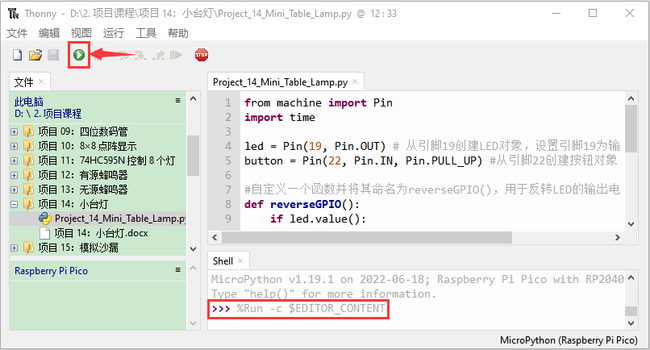 Thonny - D:\2. 项目课程\项目 14：小台灯\Project_14_Mini_Table_Lamp.py @ 12 : 33
文件 编辑 视图 运行 工具 帮助
STOP
文件
此电脑
D: \ 2. 项目课程
项目 09：四位数码管
项目 10：8×8 点阵显示
项目 11：74HC595N 控制 8 个灯
项目 12：有源蜂鸣器
项目 13：无源蜂鸣器
项目 14：小台灯
Project_14_Mini_Table_Lamp.py
项目 14：小台灯.docx
项目 15：模拟沙漏
Raspberry Pi Pico
Project_14_Mini_Table_Lamp.py
1 from machine import Pin
2 import time
3
4 led = Pin(19, Pin.OUT) # 从引脚19创建LED对象，设置引脚19为输
5 button = Pin(22, Pin.IN, Pin.PULL_UP) #从引脚22创建按钮对象
6
7 #自定义一个函数并将其命名为reverseGPIO()，用于反转LED的输出电
8 def reverseGPIO():
9 if led.value():
Shell
MicroPython v1.19.1 on 2022-06-18; Raspberry Pi Pico with RP2040
Type "help()" for more information.
>>> %Run -c $EDITOR_CONTENT
MicroPython (Raspberry Pi Pico)